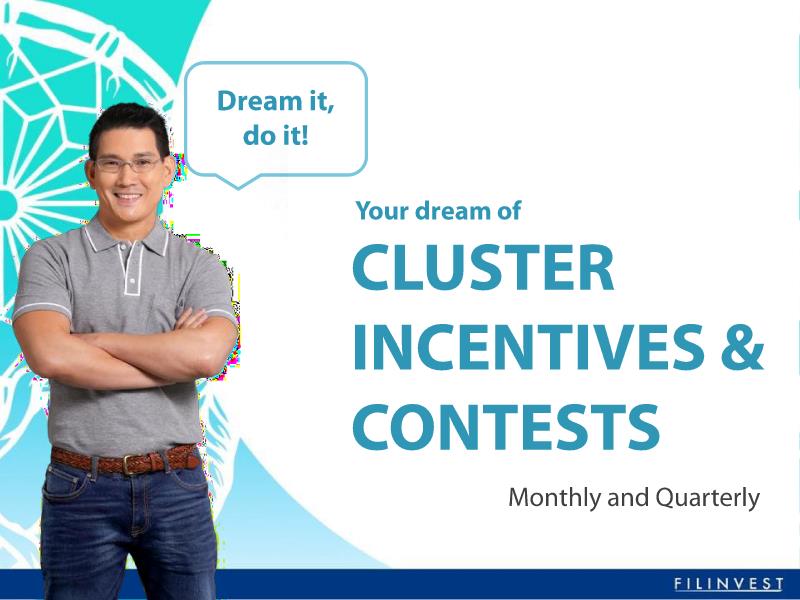 Dream it,
do it!
Your dream of
CLUSTER
INCENTIVES &
CONTESTS
Monthly and Quarterly
FILINVEST